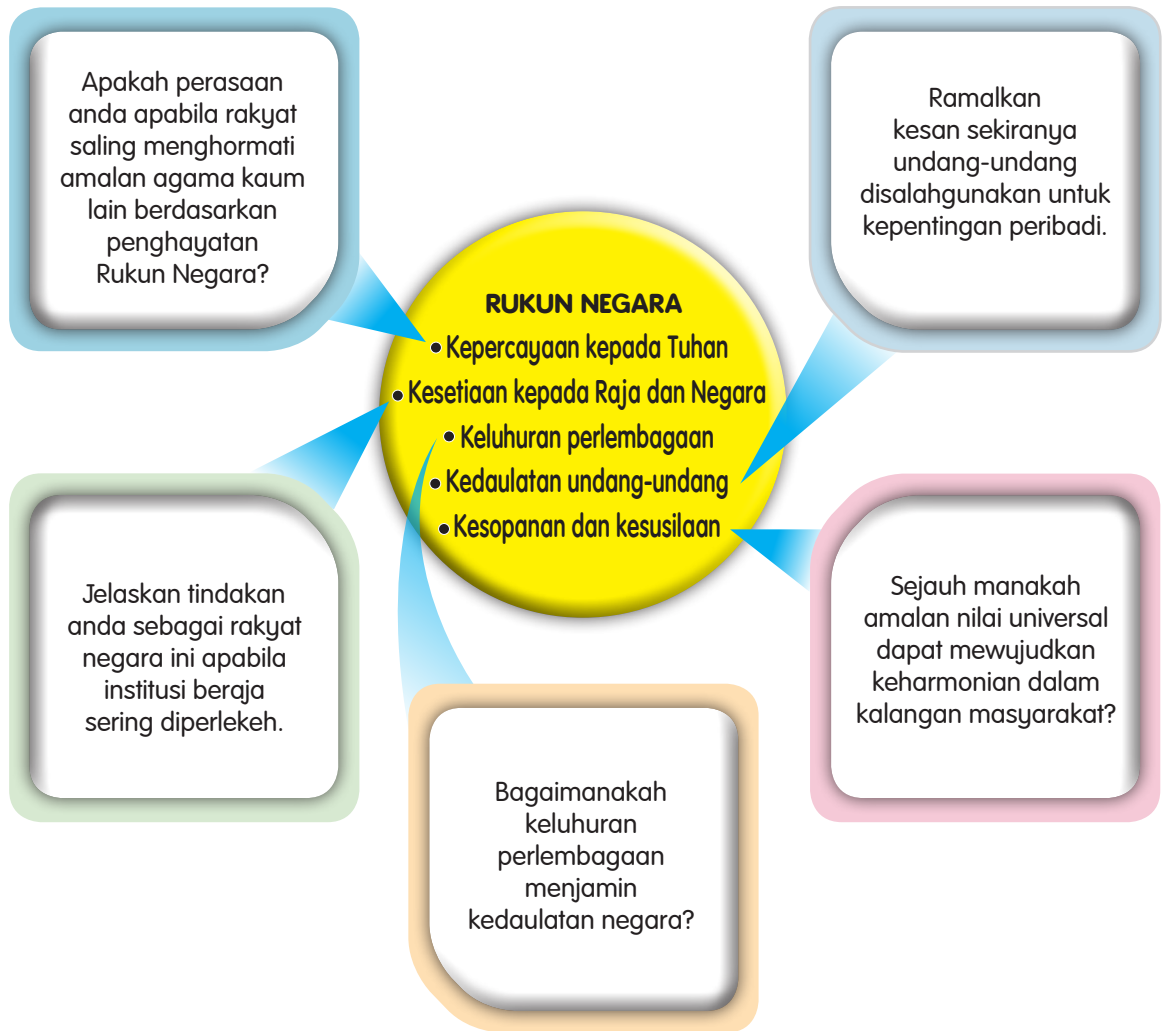 Apakah perasaan
anda apabila rakyat
saling menghormati
amalan agama kaum
lain berdasarkan
penghayatan
Rukun Negara?
Ramalkan
kesan sekiranya
undang-undang
disalahgunakan untuk
kepentingan peribadi.
RUKUN NEGARA
• Kepercayaan kepada Tuhan
• Kesetiaan kepada Raja dan Negara
• Keluhuran perlembagaan
• Kedaulatan undang-undang
• Kesopanan dan kesusilaan
Jelaskan tindakan
anda sebagai rakyat
negara ini apabila
institusi beraja
sering diperlekeh.
Sejauh manakah
amalan nilai universal
dapat mewujudkan
keharmonian dalam
kalangan masyarakat?
Bagaimanakah
keluhuran
perlembagaan
menjamin
kedaulatan negara?